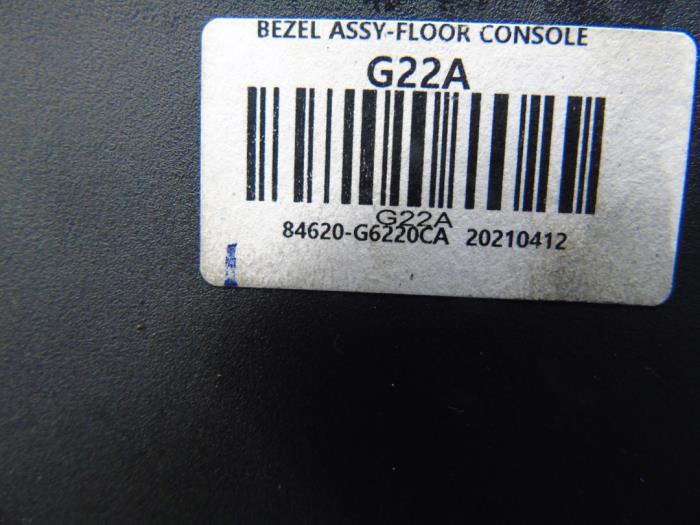 BEZEL ASSY-FLOOR CONSOLE
G22A
G22A
84620-G6220CA 20210412